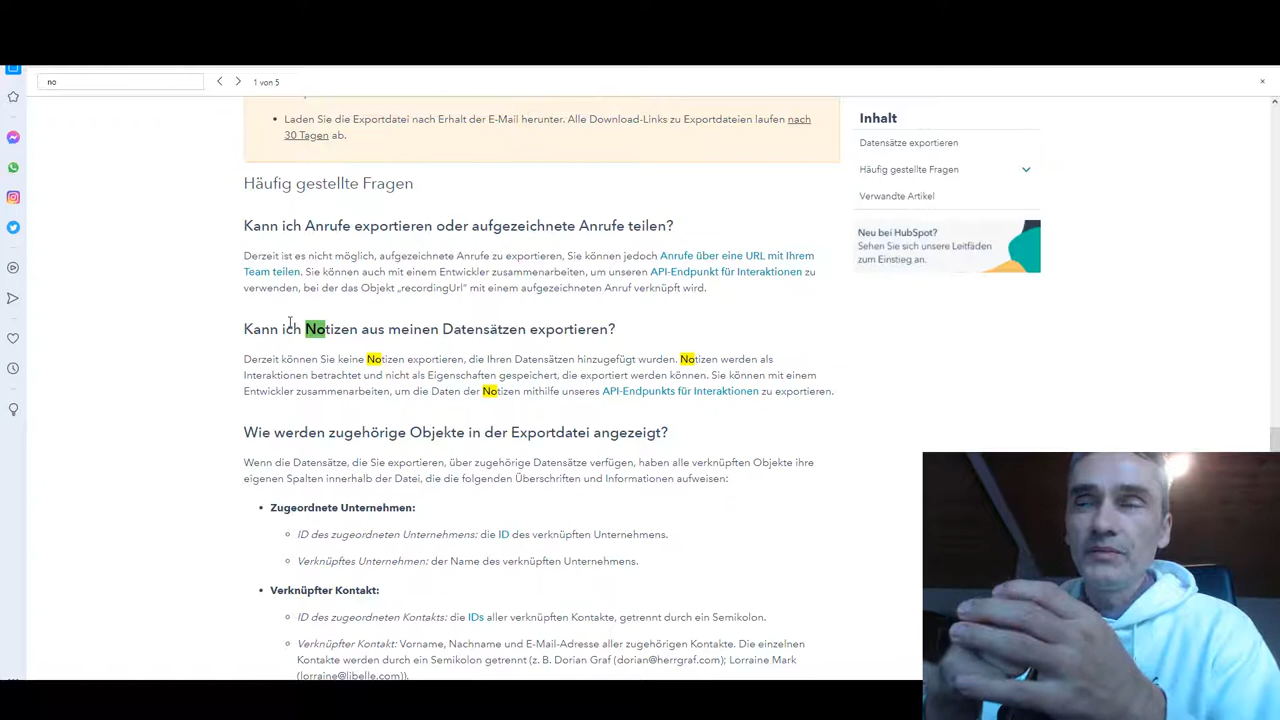 no
1 von 5
Laden Sie die Exportdatei nach Erhalt der E-Mail herunter. Alle Download-Links zu Exportdateien laufen nach
30 Tagen ab.
Inhalt
Datensätze exportieren
Häufig gestellte Fragen
Verwandte Artikel
Neu bei HubSpot?
Sehen Sie sich unsere Leitfäden
zum Einstieg an.
Häufig gestellte Fragen
Kann ich Anrufe exportieren oder aufgezeichnete Anrufe teilen?
Derzeit ist es nicht möglich, aufgezeichnete Anrufe zu exportieren, Sie können jedoch Anrufe über eine URL mit Ihrem
Team teilen. Sie können auch mit einem Entwickler zusammenarbeiten, um unseren API-Endpunkt für Interaktionen zu
verwenden, bei der das Objekt „recordingUrl" mit einem aufgezeichneten Anruf verknüpft wird.
Kann ich Notizen aus meinen Datensätzen exportieren?
Derzeit können Sie keine Notizen exportieren, die Ihren Datensätzen hinzugefügt wurden. Notizen werden als
Interaktionen betrachtet und nicht als Eigenschaften gespeichert, die exportiert werden können. Sie können mit einem
Entwickler zusammenarbeiten, um die Daten der Notizen mithilfe unseres API-Endpunkts für Interaktionen zu exportieren.
Wie werden zugehörige Objekte in der Exportdatei angezeigt?
Wenn die Datensätze, die Sie exportieren, über zugehörige Datensätze verfügen, haben alle verknüpften Objekte ihre
eigenen Spalten innerhalb der Datei, die die folgenden Überschriften und Informationen aufweisen:
Zugeordnete Unternehmen:
ID des zugeordneten Unternehmens: die ID des verknüpften Unternehmens.
Verknüpftes Unternehmen: der Name des verknüpften Unternehmens.
Verknüpfter Kontakt:
ID des zugeordneten Kontakts: die IDs aller verknüpften Kontakte, getrennt durch ein Semikolon.
Verknüpfter Kontakt: Vorname, Nachname und E-Mail-Adresse aller zugehörigen Kontakte. Die einzelnen
Kontakte werden durch ein Semikolon getrennt (z. B. Dorian Graf (dorian@herrgraf.com); Lorraine Mark
(lorraine@libelle.com)).